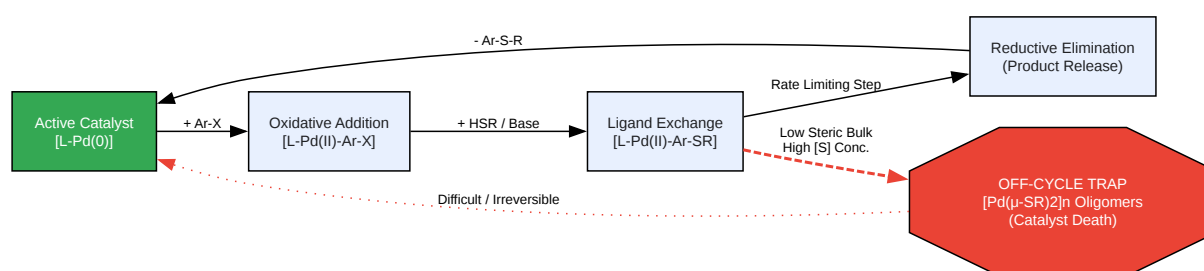 - Ar-S-R
Reductive Elimination
(Product Release)
Rate Limiting Step
Active Catalyst
[L-Pd(0)]
+ Ar-X
Oxidative Addition
[L-Pd(II)-Ar-X]
+ HSR / Base
Ligand Exchange
[L-Pd(II)-Ar-SR]
Low Steric Bulk
High [S] Conc.
OFF-CYCLE TRAP
[Pd(μ-SR)2]n Oligomers
(Catalyst Death)
Difficult / Irreversible